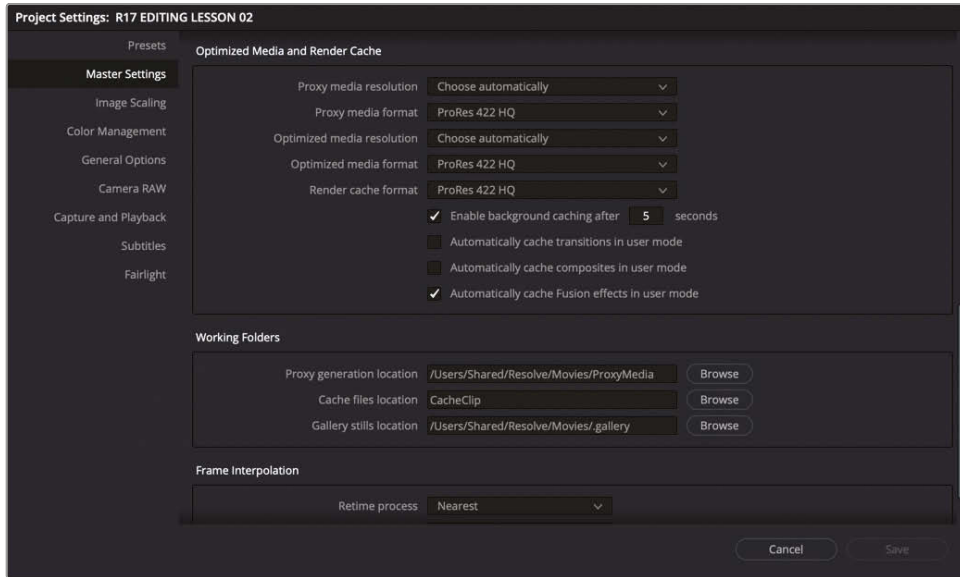 Project Settings: R17 EDITING LESSON 02
Presets
Master Settings
Image Scaling
Color Management
General Options
Camera RAW
Capture and Playback
Subtitles
Fairlight
Optimized Media and Render Cache
Proxy media resolution Choose automatically
Proxy media format ProRes 422 HQ
Optimized media resolution Choose automatically
Optimized media format ProRes 422 HQ
Render cache format ProRes 422 HQ
Enable background caching after 5 seconds
Automatically cache transitions in user mode
Automatically cache composites in user mode
Automatically cache Fusion effects in user mode
Working Folders
Proxy generation location /Users/Shared/Resolve/Movies/ProxyMedia Browse
Cache files location CacheClip Browse
Gallery stills location /Users/Shared/Resolve/Movies/.gallery Browse
Frame Interpolation
Retime process Nearest
Cancel Save